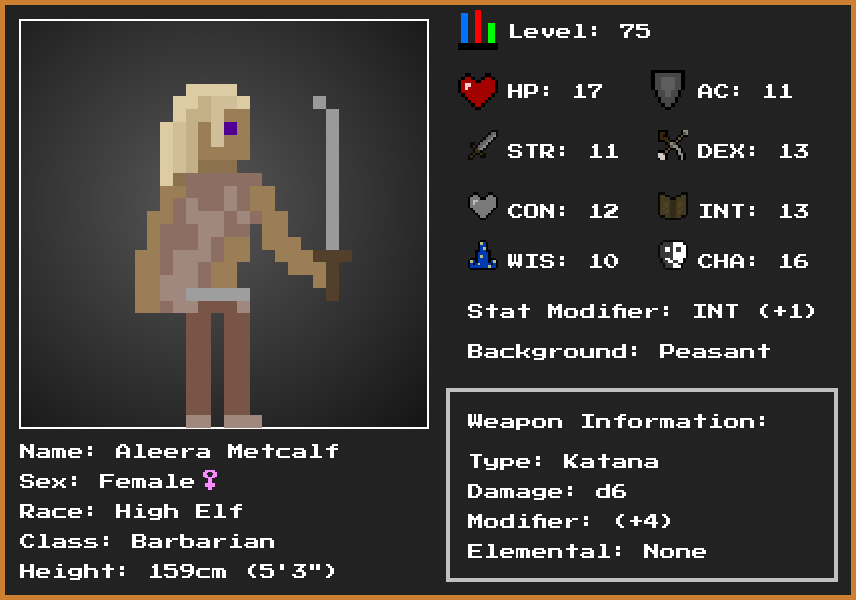 Level: 75
HP: 17
AC: 11
STR: 11
DEX: 13
CON: 12
INT: 13
WIS: 10
CHA: 16
Stat Modifier: INT (+1)
Background: Peasant
Weapon Information:
Type: Katana
Damage: d6
Modifier: (+4)
Elemental: None
Name: Aleera Metcalf
Sex: Female♀
Race: High Elf
Class: Barbarian
Height: 159cm (5'3")